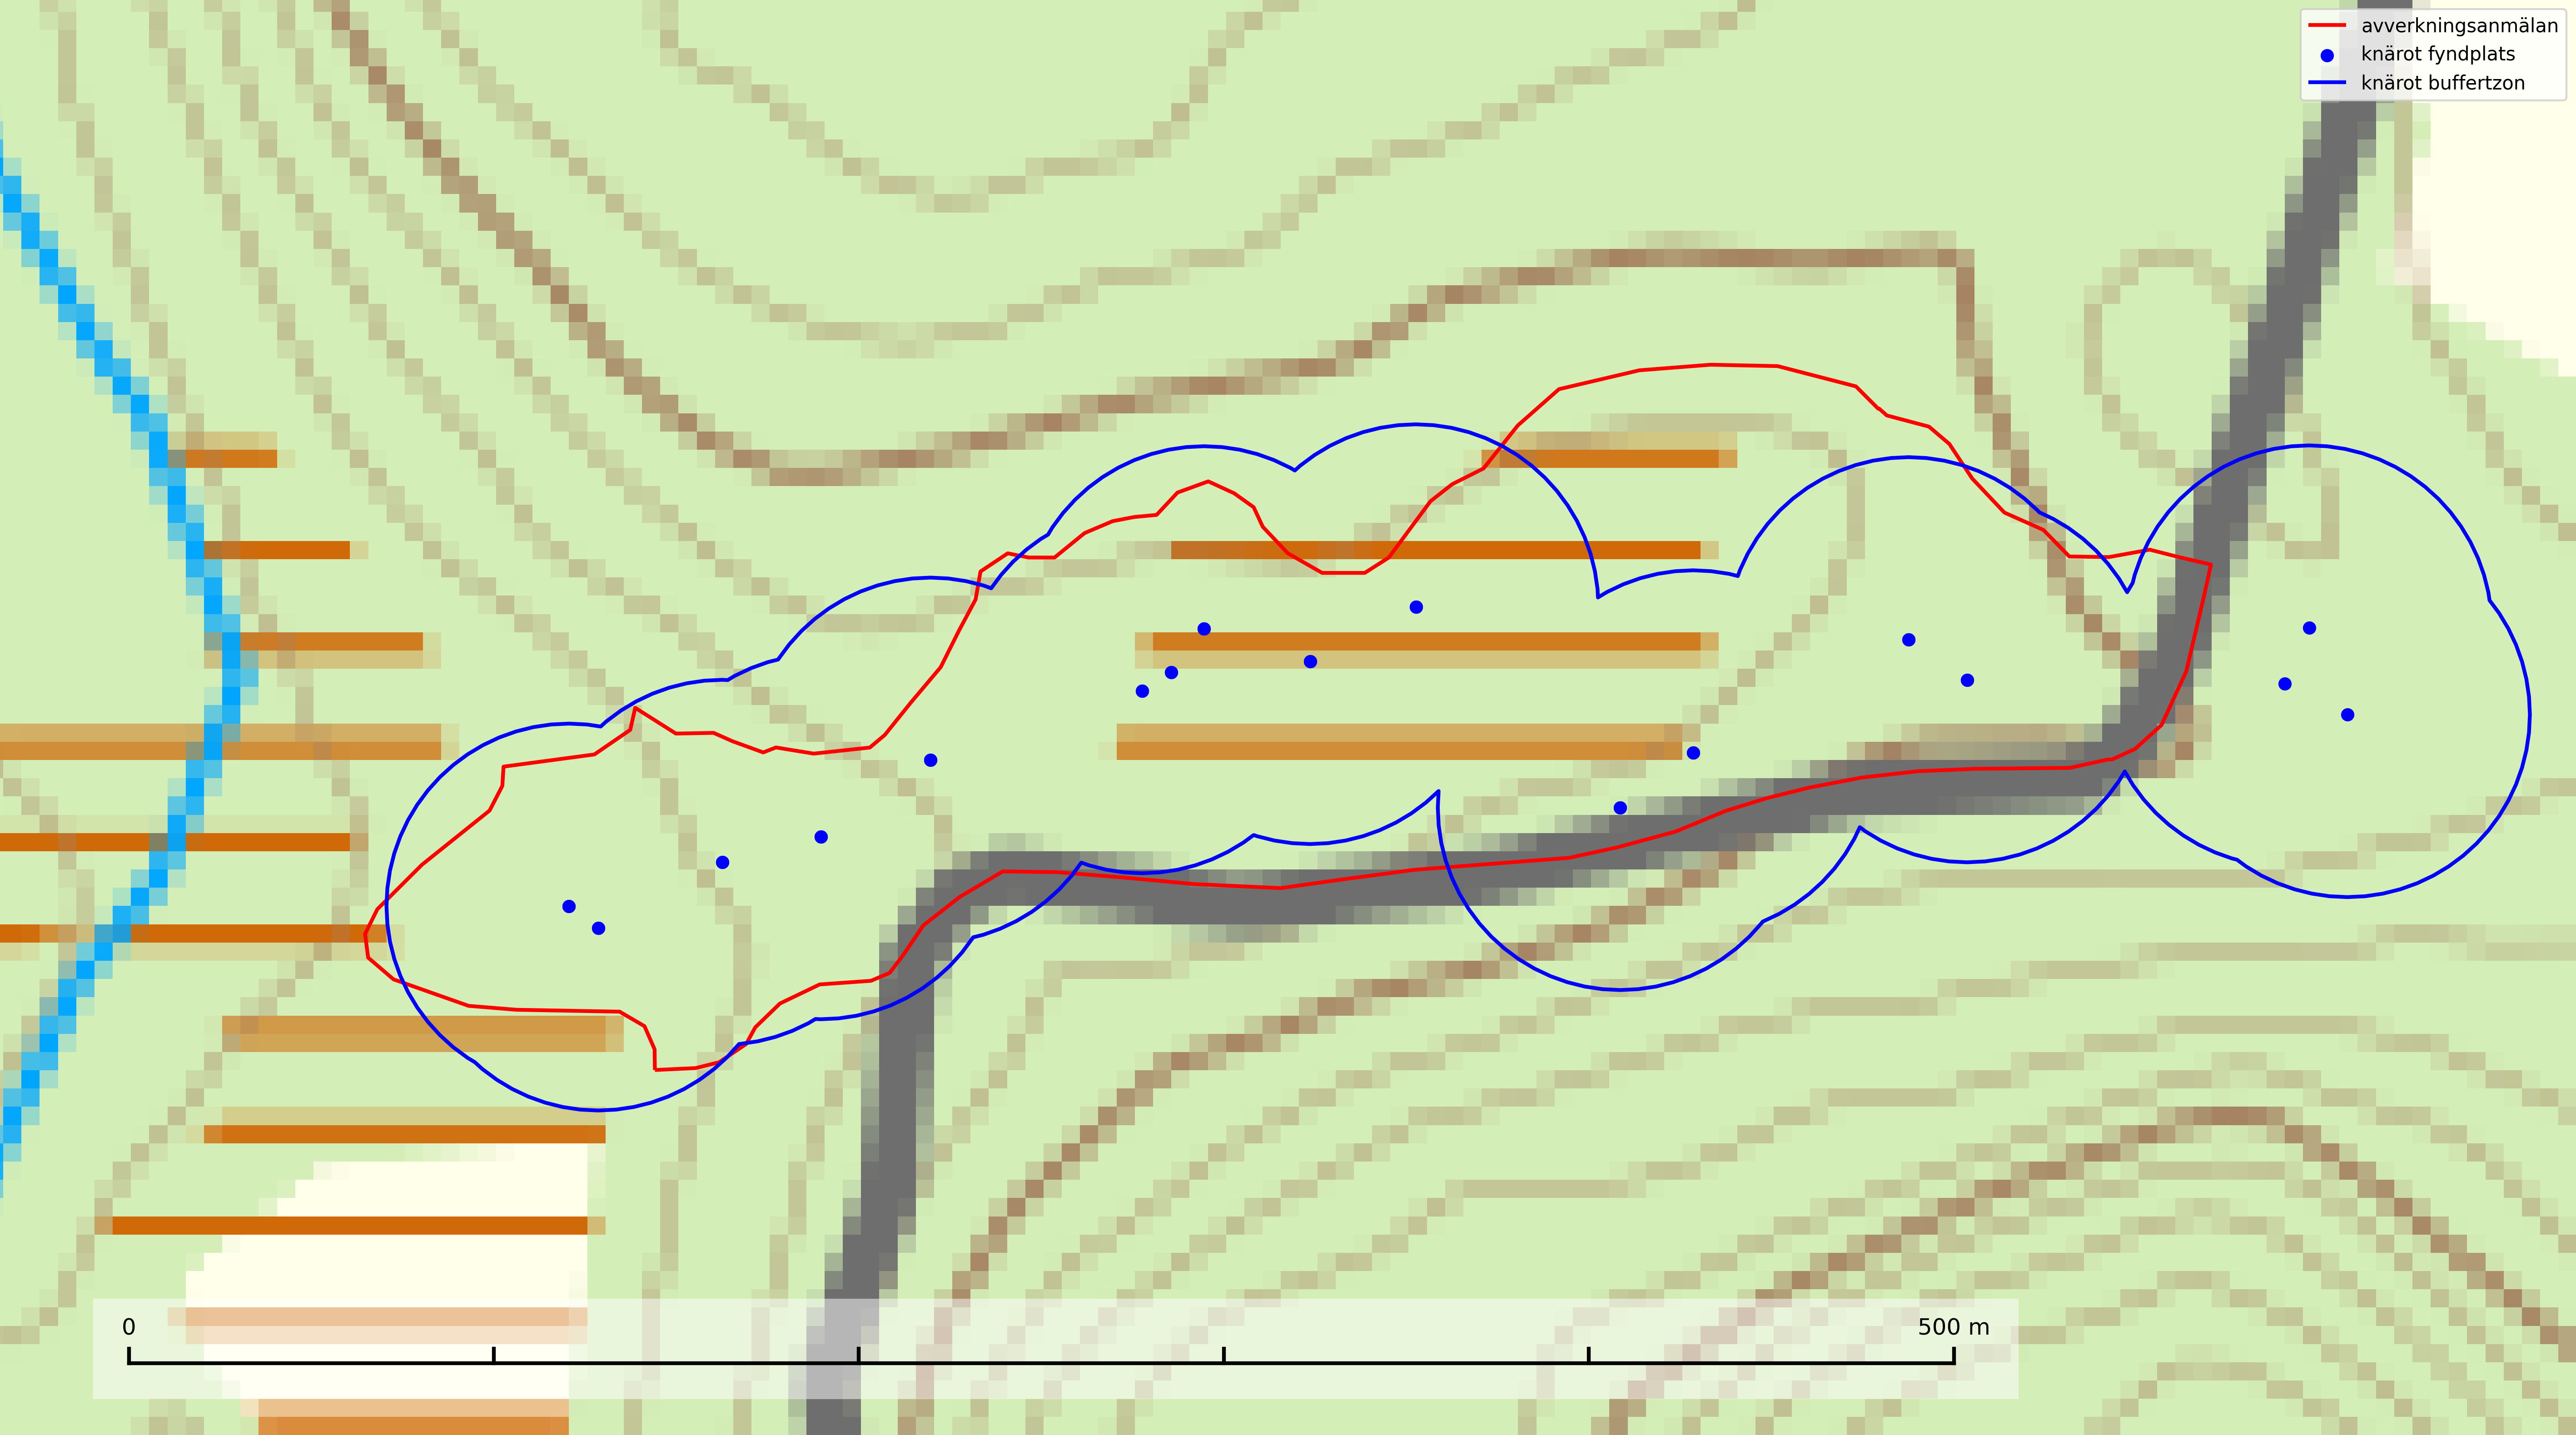 avverkningsanmälan
knärot fyndplats
knärot buffertzon
0
500 m